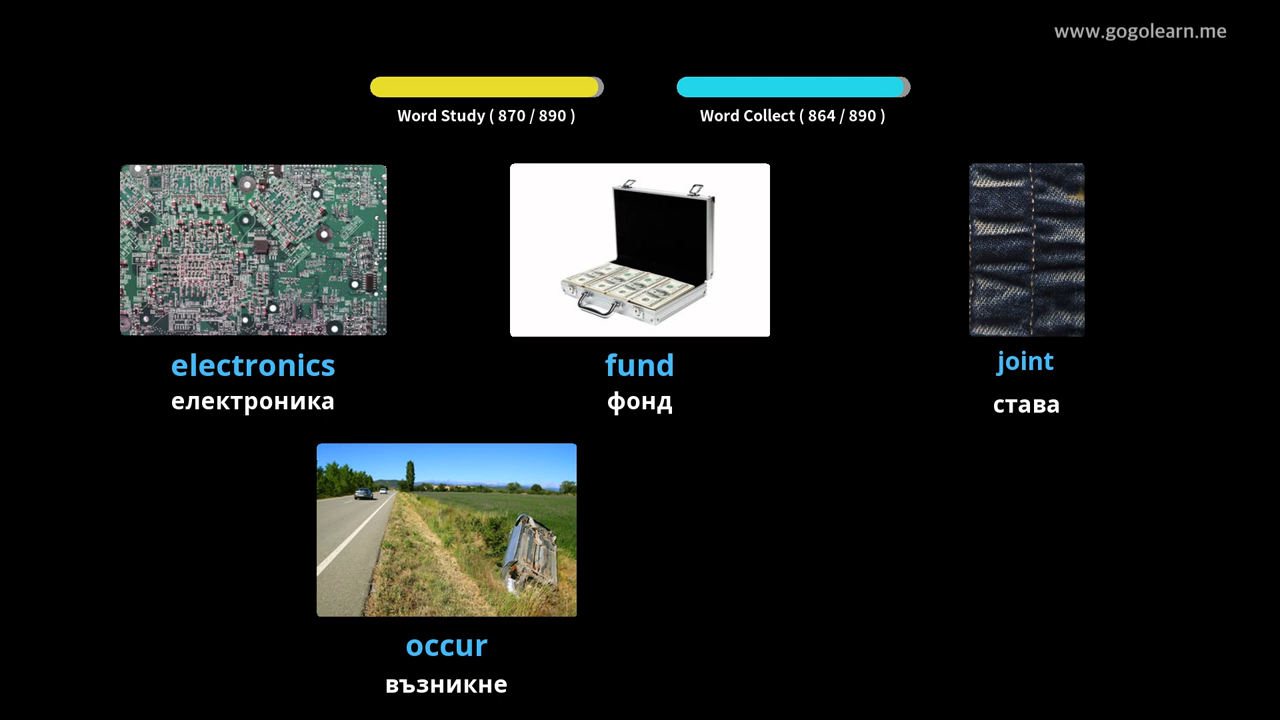 www.gogolearn.me
Word Study ( 870 / 890 )
Word Collect ( 864 / 890 )
electronics
електроника
fund
фонд
joint
става
occur
възникне